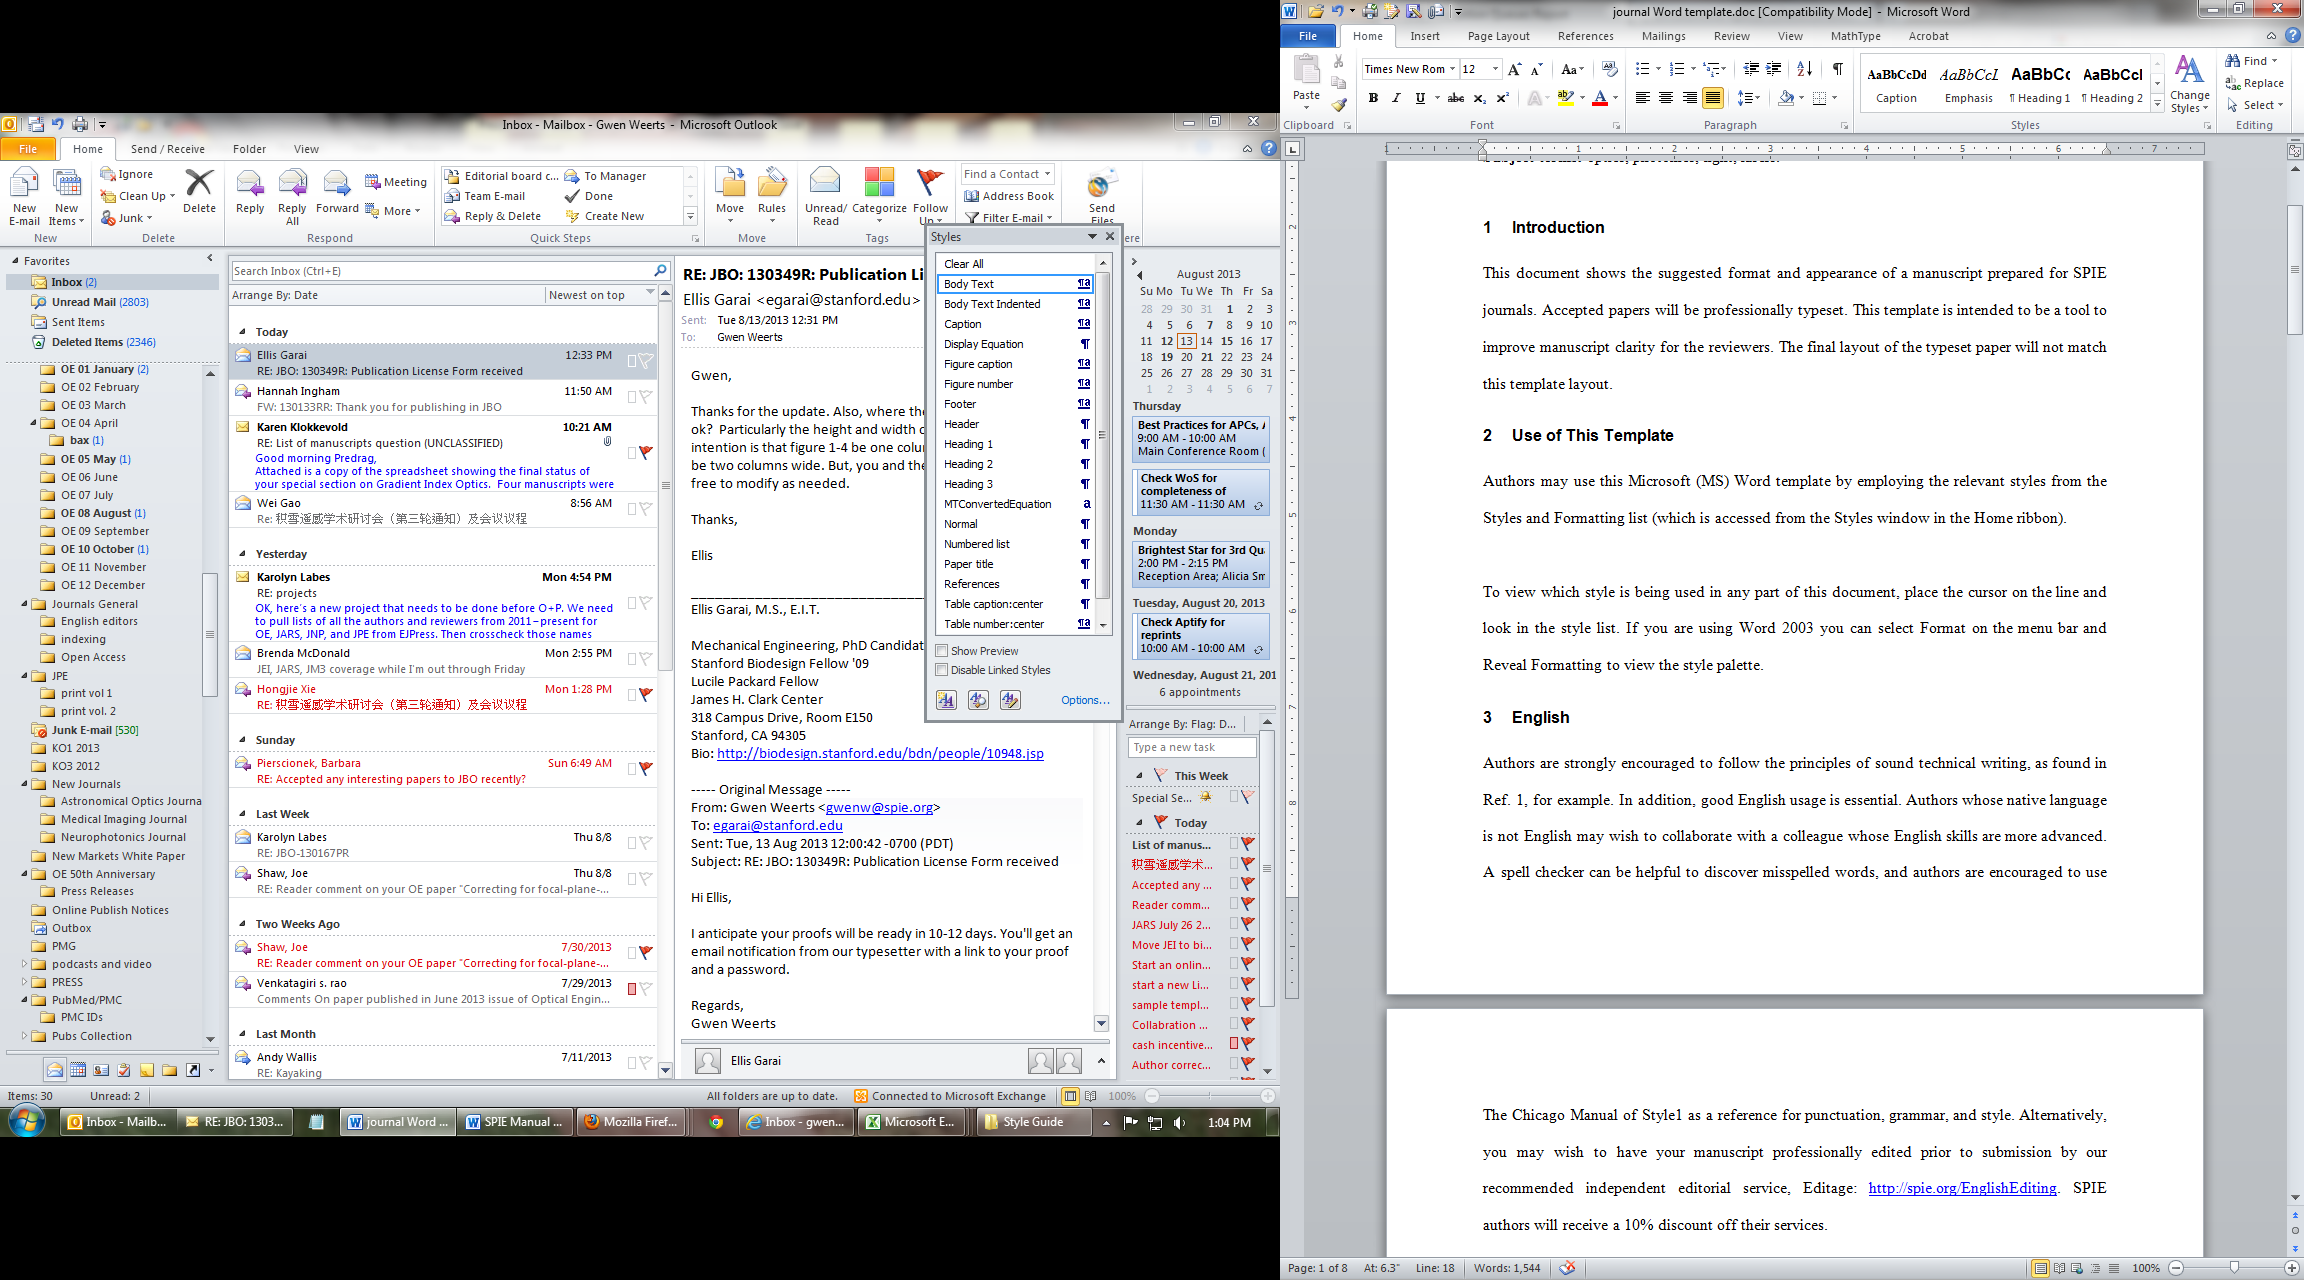 Inbox - Mailbox - Gwen Weerts - Microsoft Outlook
File Home Send / Receive Folder View
New E-mail
New Items
New
Ignore
Clean Up
Junk
Delete
Delete
Reply
Reply All
Forward
Meeting
More
Respond
Editorial board c...
Team E-mail
Reply & Delete
To Manager
Done
Create New
Quick Steps
Move
Rules
Move
Unread/ Read
Categorize
Follow Up
Tags
Find a Contact
Address Book
Filter E-mail
Send Files
Favorites
Inbox (2)
Unread Mail (2803)
Sent Items
Deleted Items (2346)
OE 01 January (2)
OE 02 February
OE 03 March
OE 04 April
bax (1)
OE 05 May (1)
OE 06 June
OE 07 July
OE 08 August (1)
OE 09 September
OE 10 October (1)
OE 11 November
OE 12 December
Journals General
English editors
indexing
Open Access
JPE
print vol 1
print vol. 2
Junk E-mail [530]
KO1 2013
KO3 2012
New Journals
Astronomical Optics Journa
Medical Imaging Journal
Neurophotonics Journal
New Markets White Paper
OE 50th Anniversary
Press Releases
Online Publish Notices
Outbox
PMG
podcasts and video
PRESS
PubMed/PMC
PMC IDs
Pubs Collection
Search Inbox (Ctrl+E)
Arrange By: Date Newest on top
Today
Ellis Garai 12:33 PM
RE: JBO: 130349R: Publication License Form received
Hannah Ingham 11:50 AM
FW: 130133RR: Thank you for publishing in JBO
Karen Klokkevold 10:21 AM
RE: List of manuscripts question (UNCLASSIFIED)
Good morning Predrag,
Attached is a copy of the spreadsheet showing the final status of
your special section on Gradient Index Optics. Four manuscripts were
Wei Gao 8:56 AM
Re: 积雪遥感学术研讨会（第三轮通知）及会议议程
Yesterday
Karolyn Labes Mon 4:54 PM
RE: projects
OK, here's a new project that needs to be done before O+P. We need
to pull lists of all the authors and reviewers from 2011–present for
OE, JARS, JNP, and JPE from EJPress. Then crosscheck those names
Brenda McDonald Mon 2:55 PM
JEI, JARS, JM3 coverage while I'm out through Friday
Hongjie Xie Mon 1:28 PM
RE: 积雪遥感学术研讨会（第三轮通知）及会议议程
Sunday
Pierscionek, Barbara Sun 6:49 AM
RE: Accepted any interesting papers to JBO recently?
Last Week
Karolyn Labes Thu 8/8
RE: JBO-130167PR
Shaw, Joe Thu 8/8
RE: Reader comment on your OE paper "Correcting for focal-plane-...
Two Weeks Ago
Shaw, Joe 7/30/2013
RE: Reader comment on your OE paper "Correcting for focal-plane-...
Venkatagiri s. rao 7/29/2013
Comments On paper published in June 2013 issue of Optical Engin...
Last Month
Andy Wallis 7/11/2013
RE: Kayaking
RE: JBO: 130349R: Publication Li
Ellis Garai <egarai@stanford.edu>
Sent: Tue 8/13/2013 12:31 PM
To: Gwen Weerts
Gwen,
Thanks for the update. Also, where the
ok? Particularly the height and width o
intention is that figure 1-4 be one colu
be two columns wide. But, you and the
free to modify as needed.
Thanks,
Ellis
Ellis Garai, M.S., E.I.T.
Mechanical Engineering, PhD Candidat
Stanford Biodesign Fellow '09
Lucile Packard Fellow
James H. Clark Center
318 Campus Drive, Room E150
Stanford, CA 94305
Bio: http://biodesign.stanford.edu/bdn/people/10948.jsp
----- Original Message -----
From: Gwen Weerts <gwenw@spie.org>
To: egarai@stanford.edu
Sent: Tue, 13 Aug 2013 12:00:42 -0700 (PDT)
Subject: RE: JBO: 130349R: Publication License Form received
Hi Ellis,
I anticipate your proofs will be ready in 10-12 days. You'll get an
email notification from our typesetter with a link to your proof
and a password.
Regards,
Gwen Weerts
Ellis Garai
Styles
Clear All
Body Text
Body Text Indented
Caption
Display Equation
Figure caption
Figure number
Footer
Header
Heading 1
Heading 2
Heading 3
MTConvertedEquation
Normal
Numbered list
Paper title
References
Table caption:center
Table number:center
Show Preview
Disable Linked Styles
Options...
August 2013
Su Mo Tu We Th Fr Sa
28 29 30 31 1 2 3
4 5 6 7 8 9 10
11 12 13 14 15 16 17
18 19 20 21 22 23 24
25 26 27 28 29 30 31
1 2 3 4 5 6 7
Thursday
Best Practices for APCs, A
9:00 AM - 10:00 AM
Main Conference Room (
Check WoS for
completeness of
11:30 AM - 11:30 AM
Monday
Brightest Star for 3rd Qu
2:00 PM - 2:15 PM
Reception Area; Alicia Sm
Tuesday, August 20, 2013
Check Aptify for
reprints
10:00 AM - 10:00 AM
Wednesday, August 21, 201
6 appointments
Arrange By: Flag: D...
Type a new task
This Week
Special Se...
Today
List of manus...
积雪遥感学术...
Accepted any ...
Reader comm...
JARS July 26 2...
Move JEI to bi...
Start an onlin...
start a new Li...
sample templ...
Collabration ...
cash incentive...
Author correc...
Items: 30 Unread: 2
All folders are up to date. Connected to Microsoft Exchange 100%
Inbox - Mailb... RE: JBO: 1303... journal Word ... SPIE Manual ... Mozilla Firef... Inbox - gwen... Microsoft E... Style Guide 1:04 PM
journal Word template.doc [Compatibility Mode] - Microsoft Word
File Home Insert Page Layout References Mailings Review View MathType Acrobat
Paste
Clipboard
Times New Rom 12
Font
Paragraph
AaBbCcDd AaBbCcL AaBbCc AaBbCcI
Caption Emphasis ¶ Heading 1 ¶ Heading 2
Change Styles
Styles
Find
Replace
Select
Editing
1 Introduction
This document shows the suggested format and appearance of a manuscript prepared for SPIE
journals. Accepted papers will be professionally typeset. This template is intended to be a tool to
improve manuscript clarity for the reviewers. The final layout of the typeset paper will not match
this template layout.
2 Use of This Template
Authors may use this Microsoft (MS) Word template by employing the relevant styles from the
Styles and Formatting list (which is accessed from the Styles window in the Home ribbon).
To view which style is being used in any part of this document, place the cursor on the line and
look in the style list. If you are using Word 2003 you can select Format on the menu bar and
Reveal Formatting to view the style palette.
3 English
Authors are strongly encouraged to follow the principles of sound technical writing, as found in
Ref. 1, for example. In addition, good English usage is essential. Authors whose native language
is not English may wish to collaborate with a colleague whose English skills are more advanced.
A spell checker can be helpful to discover misspelled words, and authors are encouraged to use
The Chicago Manual of Style1 as a reference for punctuation, grammar, and style. Alternatively,
you may wish to have your manuscript professionally edited prior to submission by our
recommended independent editorial service, Editage: http://spie.org/EnglishEditing. SPIE
authors will receive a 10% discount off their services.
Page: 1 of 8 At: 6.3" Line: 18 Words: 1,544 100%